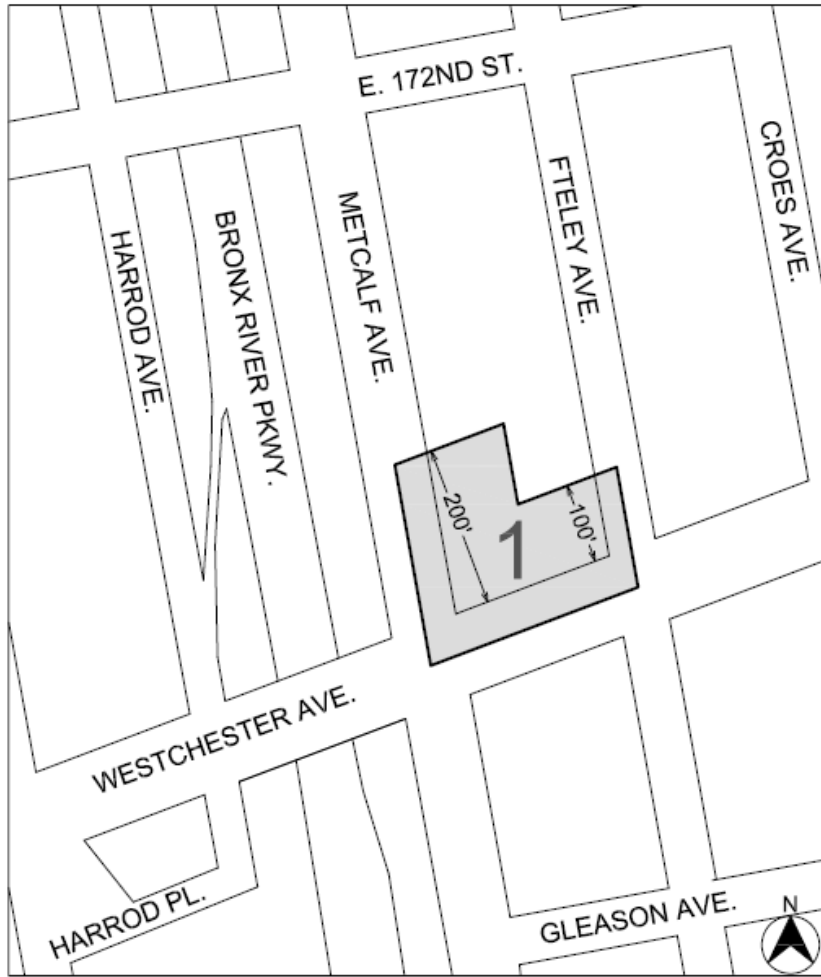 E. 172ND ST.
CROES AVE.
FTELEY AVE.
METCALF AVE.
BRONX RIVER PKWY.
HARROD AVE.
200'
100'
1
WESTCHESTER AVE.
HARROD PL.
GLEASON AVE.
N